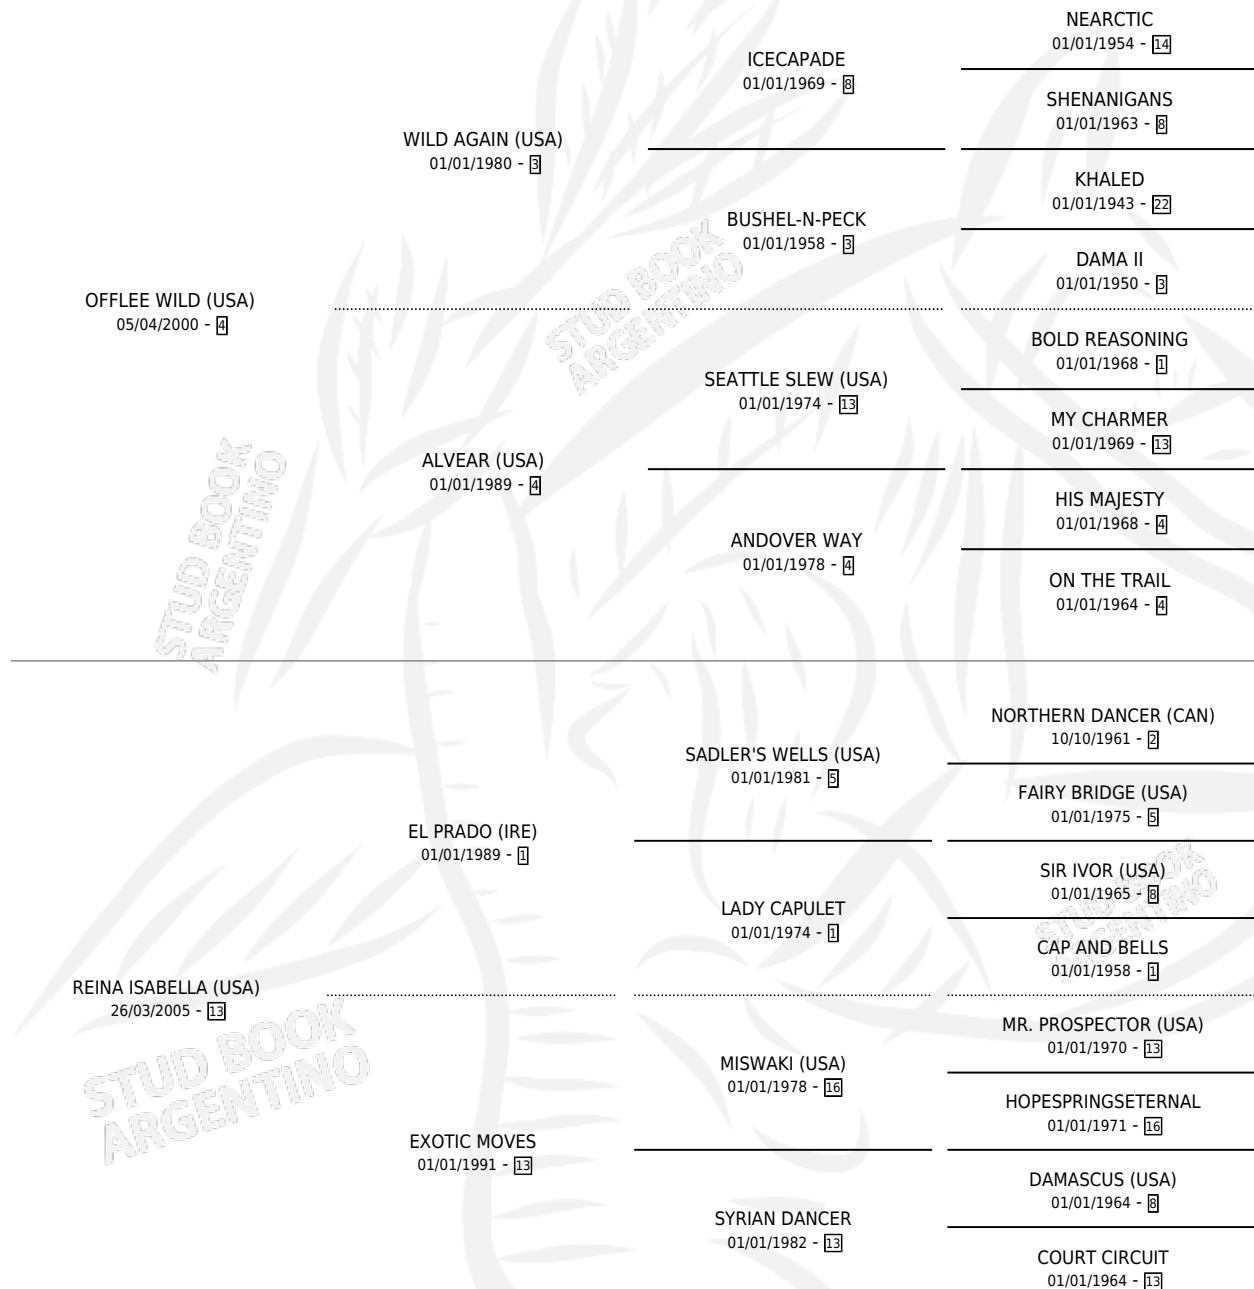 NEARCTIC
01/01/1954 - 14
ICECAPADE
01/01/1969 - 8
SHENANIGANS
01/01/1963 - 8
WILD AGAIN (USA)
01/01/1980 - 3
KHALED
01/01/1943 - 22
BUSHEL-N-PECK
01/01/1958 - 3
DAMA II
01/01/1950 - 3
OFFLEE WILD (USA)
05/04/2000 - 4
BOLD REASONING
01/01/1968 - 1
SEATTLE SLEW (USA)
01/01/1974 - 13
MY CHARMER
01/01/1969 - 13
ALVEAR (USA)
01/01/1989 - 4
HIS MAJESTY
01/01/1968 - 4
ANDOVER WAY
01/01/1978 - 4
ON THE TRAIL
01/01/1964 - 4
NORTHERN DANCER (CAN)
10/10/1961 - 2
SADLER'S WELLS (USA)
01/01/1981 - 5
FAIRY BRIDGE (USA)
01/01/1975 - 5
EL PRADO (IRE)
01/01/1989 - 1
SIR IVOR (USA)
01/01/1965 - 8
LADY CAPULET
01/01/1974 - 1
CAP AND BELLS
01/01/1958 - 1
REINA ISABELLA (USA)
26/03/2005 - 13
MR. PROSPECTOR (USA)
01/01/1970 - 13
MISWAKI (USA)
01/01/1978 - 16
HOPESPRINGSETERNAL
01/01/1971 - 16
EXOTIC MOVES
01/01/1991 - 13
DAMASCUS (USA)
01/01/1964 - 8
SYRIAN DANCER
01/01/1982 - 13
COURT CIRCUIT
01/01/1964 - 13
STUD BOOK
ARGENTINO
STUD BOOK
ARGENTINO
STUD BOOK
ARGENTINO
STUD BOOK
ARGENTINO